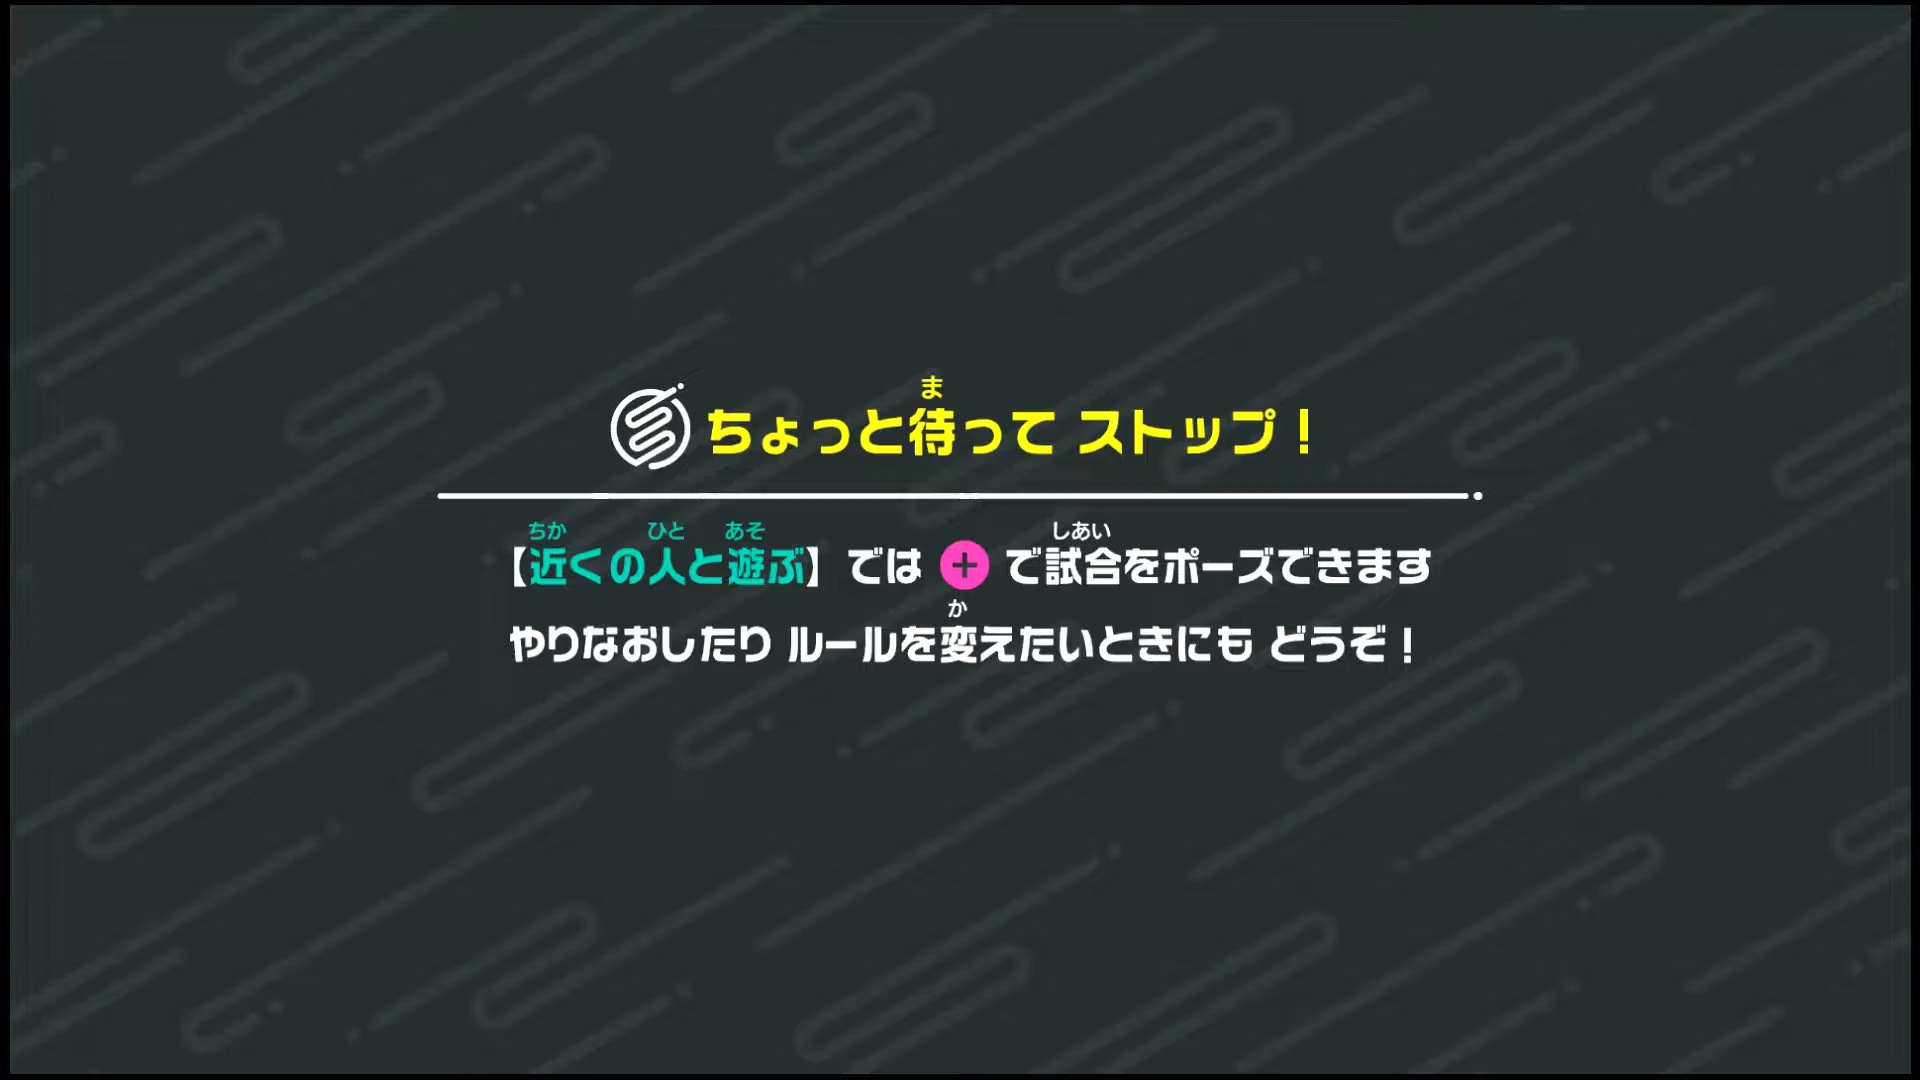 ちょっと待って ストップ！
【近くの人と遊ぶ】では + で試合をポーズできます
やりなおしたり ルールを変えたいときにも どうぞ！